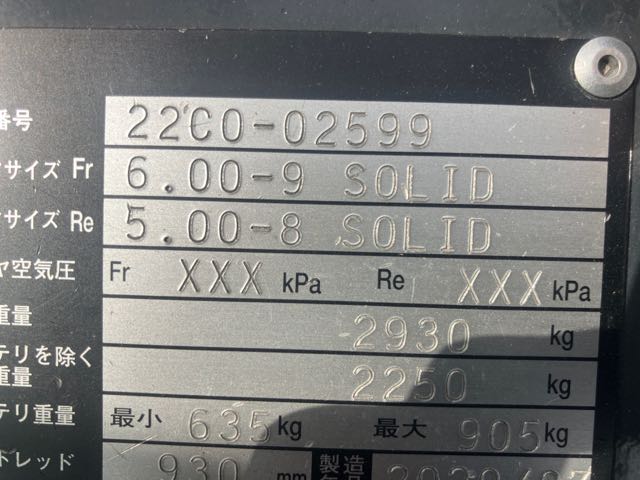 番号 22C0-02599
サイズ Fr 6.00-9 SOLID
サイズ Re 5.00-8 SOLID
ヤ空気圧 Fr XXX kPa Re XXX kPa
重量 2930 kg
テリを除く
重量 2250 kg
テリ重量 最小 635 kg 最大 905 kg
トレッド 930 mm 製造